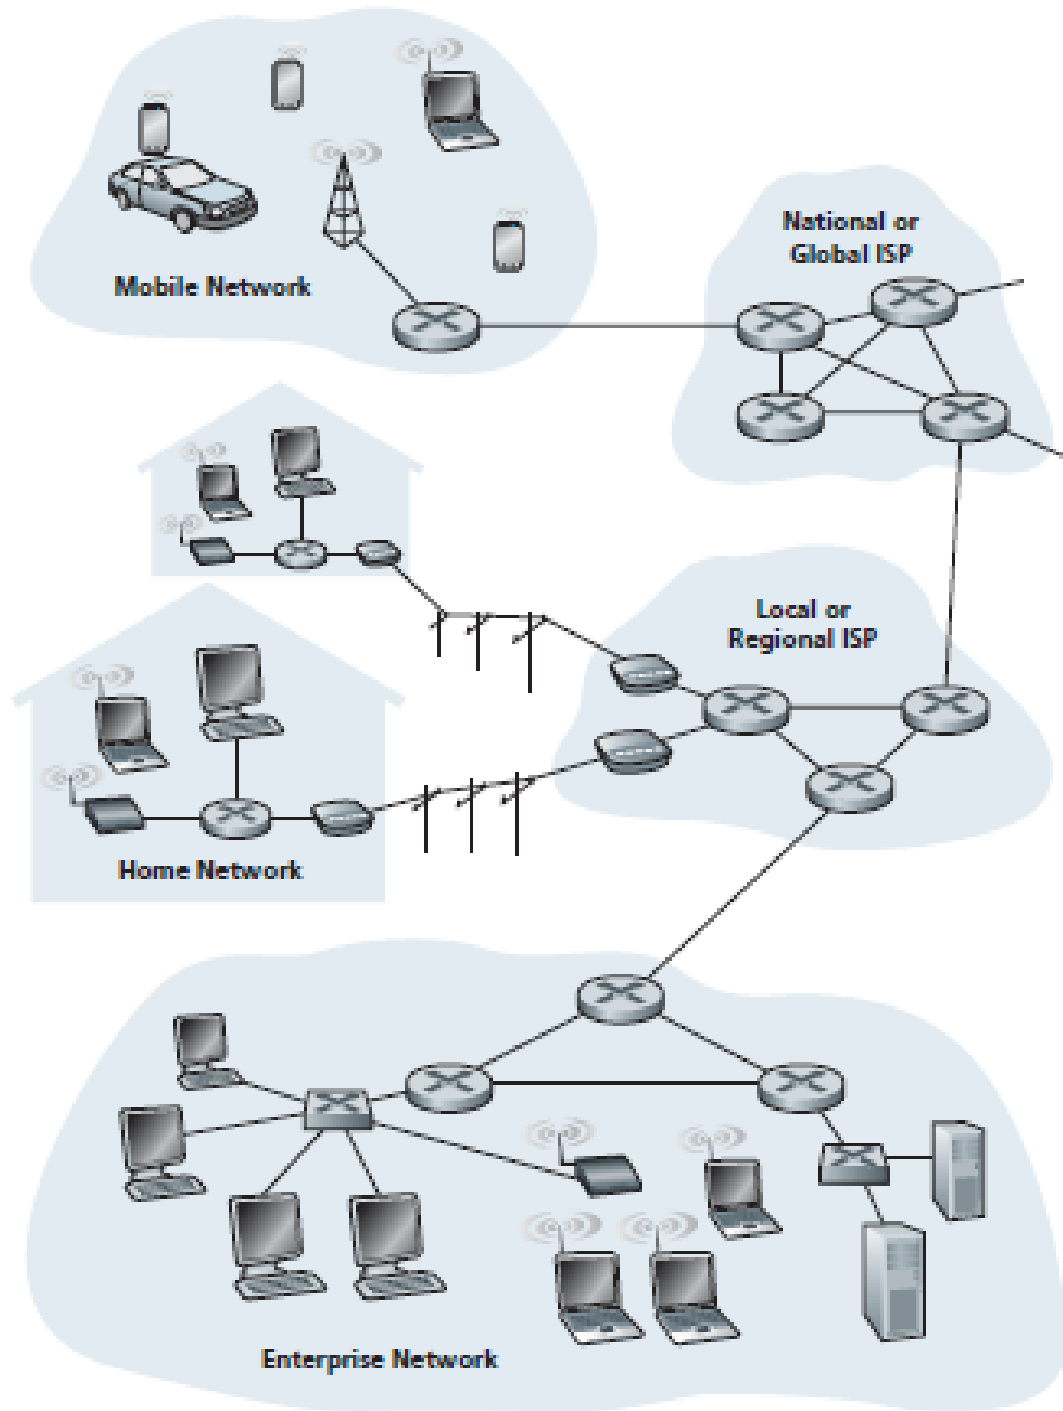 National or
Global ISP
Mobile Network
Local or
Regional ISP
Home Network
Enterprise Network